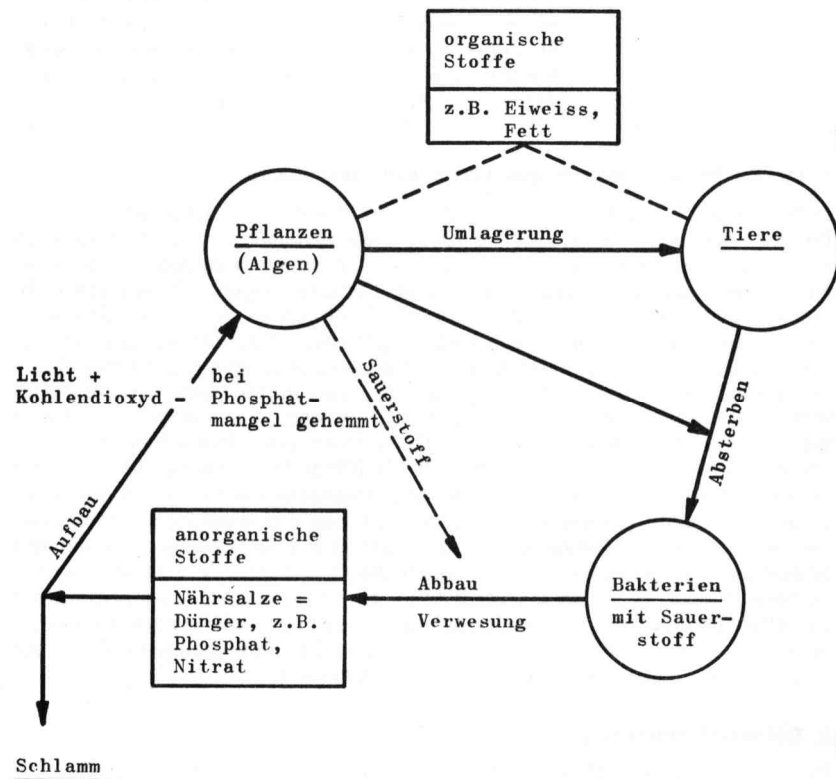 organische
Stoffe
z.B. Eiweiss,
Fett
Pflanzen
(Algen)
Umlagerung
Tiere
Licht +
Kohlendioxyd -
bei
Phosphat-
mangel gehemmt
Sauerstoff
Absterben
Aufbau
anorganische
Stoffe
Nährsalze =
Dünger, z.B.
Phosphat,
Nitrat
Abbau
Verwesung
Bakterien
mit Sauer-
stoff
Schlamm